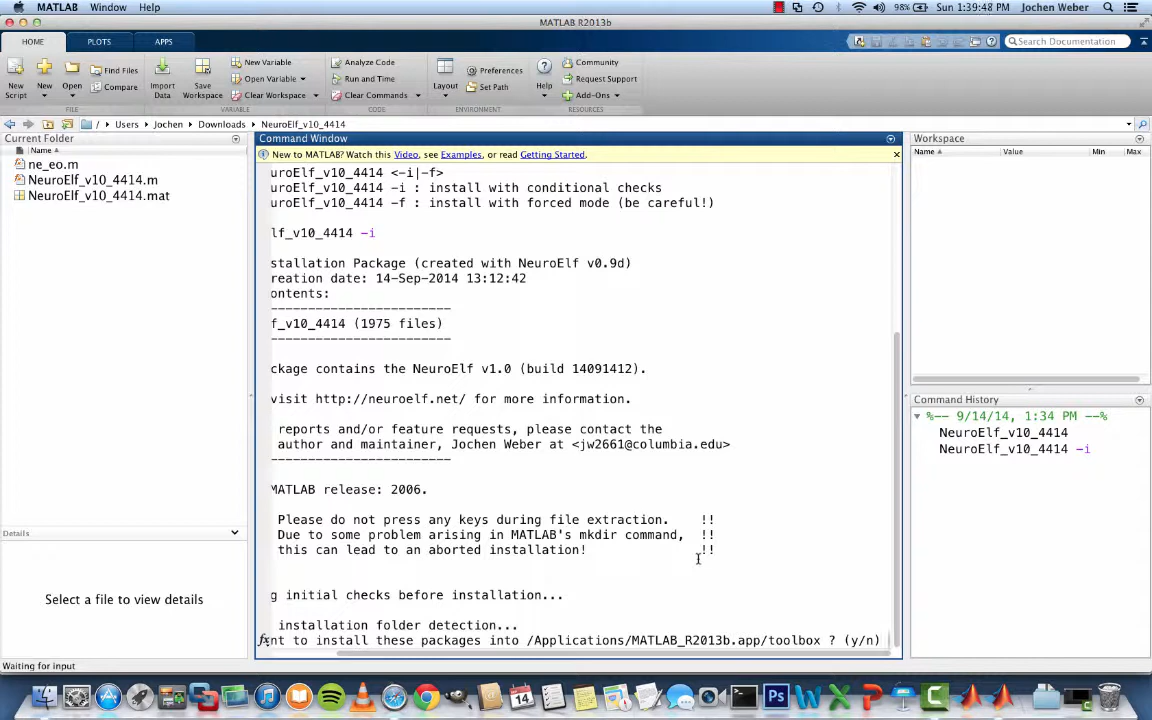 MATLAB Window Help
98% Sun 1:39:48 PM Jochen Weber
MATLAB R2013b
HOME PLOTS APPS
Search Documentation
New Script
New
Open
Find Files
Compare
Import Data
Save Workspace
New Variable
Open Variable
Clear Workspace
Analyze Code
Run and Time
Clear Commands
Layout
Preferences
Set Path
Help
Community
Request Support
Add-Ons
FILE VARIABLE CODE ENVIRONMENT RESOURCES
/ Users Jochen Downloads NeuroElf_v10_4414
Current Folder
Name
ne_eo.m
NeuroElf_v10_4414.m
NeuroElf_v10_4414.mat
Details
Select a file to view details
Command Window
New to MATLAB? Watch this Video, see Examples, or read Getting Started.
uroElf_v10_4414 <-i|-f>
uroElf_v10_4414 -i : install with conditional checks
uroElf_v10_4414 -f : install with forced mode (be careful!)
lf_v10_4414 -i
stallation Package (created with NeuroElf v0.9d)
reation date: 14-Sep-2014 13:12:42
ontents:
------------------------
f_v10_4414 (1975 files)
------------------------
ckage contains the NeuroElf v1.0 (build 14091412).
visit http://neuroelf.net/ for more information.
reports and/or feature requests, please contact the
author and maintainer, Jochen Weber at <jw2661@columbia.edu>
------------------------
MATLAB release: 2006.
Please do not press any keys during file extraction. !!
Due to some problem arising in MATLAB's mkdir command, !!
this can lead to an aborted installation! !!
g initial checks before installation...
installation folder detection...
fx nt to install these packages into /Applications/MATLAB_R2013b.app/toolbox ? (y/n)
Workspace
Name Value Min Max
Command History
%-- 9/14/14, 1:34 PM --%
NeuroElf_v10_4414
NeuroElf_v10_4414 -i
Waiting for input